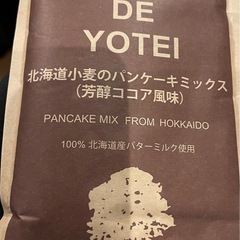 DE
YOTEI
北海道小麦のパンケーキミックス
(芳醇ココア風味)
PANCAKE MIX FROM HOKKAIDO
100% 北海道産バターミルク使用